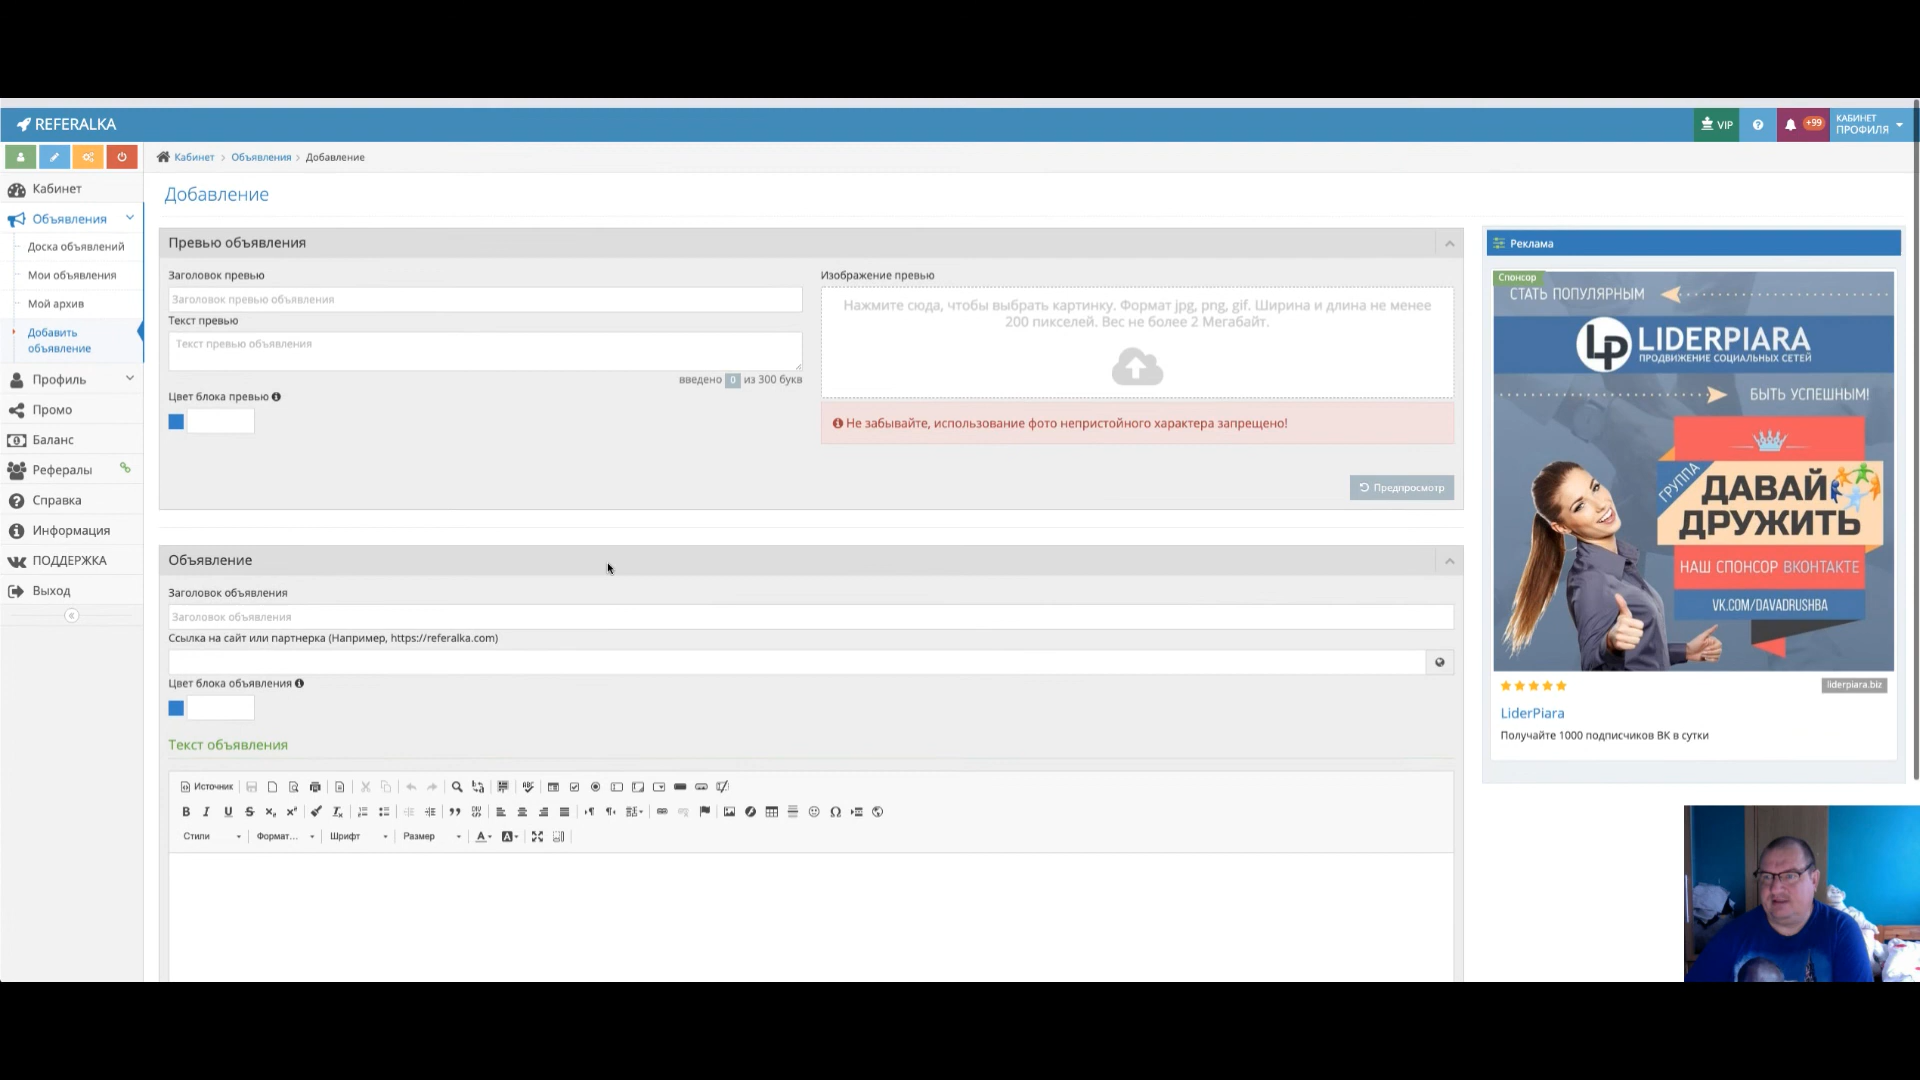 REFERALKA
VIP
+99
КАБИНЕТ
ПРОФИЛЯ
Кабинет > Объявления > Добавление
Кабинет
Объявления
Доска объявлений
Мои объявления
Мой архив
Добавить
объявление
Профиль
Промо
Баланс
Рефералы
Справка
Информация
ПОДДЕРЖКА
Выход
Добавление
Превью объявления
Заголовок превью
Заголовок превью объявления
Текст превью
Текст превью объявления
введено 0 из 300 букв
Цвет блока превью
Изображение превью
Нажмите сюда, чтобы выбрать картинку. Формат jpg, png, gif. Ширина и длина не менее
200 пикселей. Вес не более 2 Мегабайт.
Не забывайте, использование фото непристойного характера запрещено!
Предпросмотр
Объявление
Заголовок объявления
Заголовок объявления
Ссылка на сайт или партнерка (Например, https://referalka.com)
Цвет блока объявления
Текст объявления
Источник
Стили
Формат...
Шрифт
Размер
Реклама
Спонсор
СТАТЬ ПОПУЛЯРНЫМ
LP LIDERPIARA
ПРОДВИЖЕНИЕ СОЦИАЛЬНЫХ СЕТЕЙ
БЫТЬ УСПЕШНЫМ!
ГРУППА
ДАВАЙ
ДРУЖИТЬ
НАШ СПОНСОР ВКОНТАКТЕ
VK.COM/DAVADRUSHBA
liderpiara.biz
LiderPiara
Получайте 1000 подписчиков ВК в сутки